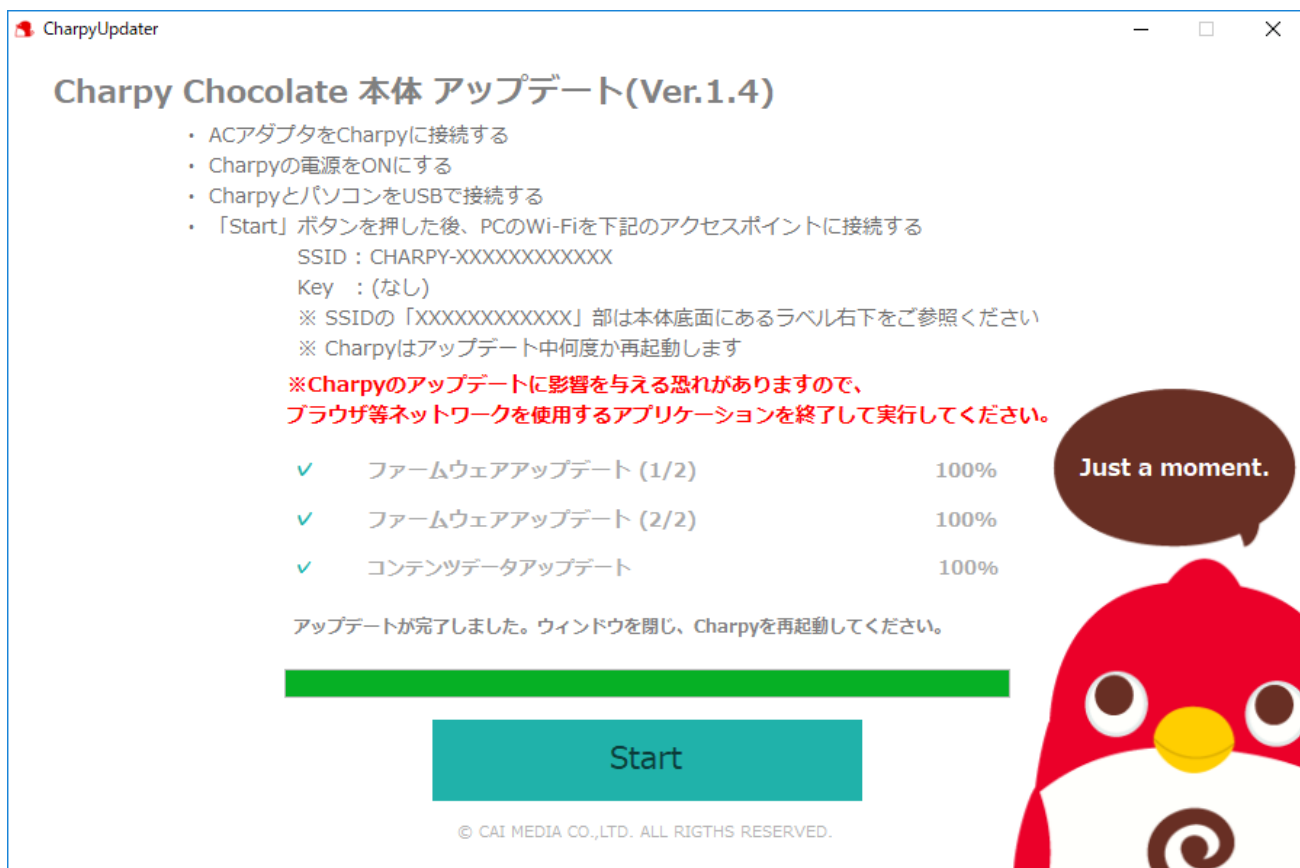 CharpyUpdater
Charpy Chocolate 本体 アップデート(Ver.1.4)
・ ACアダプタをCharpyに接続する
・ Charpyの電源をONにする
・ CharpyとパソコンをUSBで接続する
・ 「Start」ボタンを押した後、PCのWi-Fiを下記のアクセスポイントに接続する
SSID : CHARPY-XXXXXXXXXXXX
Key : (なし)
※ SSIDの「XXXXXXXXXXXX」部は本体底面にあるラベル右下をご参照ください
※ Charpyはアップデート中何度か再起動します
※Charpyのアップデートに影響を与える恐れがありますので、
ブラウザ等ネットワークを使用するアプリケーションを終了して実行してください。
Just a moment.
✓ ファームウェアアップデート (1/2) 100%
✓ ファームウェアアップデート (2/2) 100%
✓ コンテンツデータアップデート 100%
アップデートが完了しました。ウィンドウを閉じ、Charpyを再起動してください。
Start
© CAI MEDIA CO.,LTD. ALL RIGTHS RESERVED.